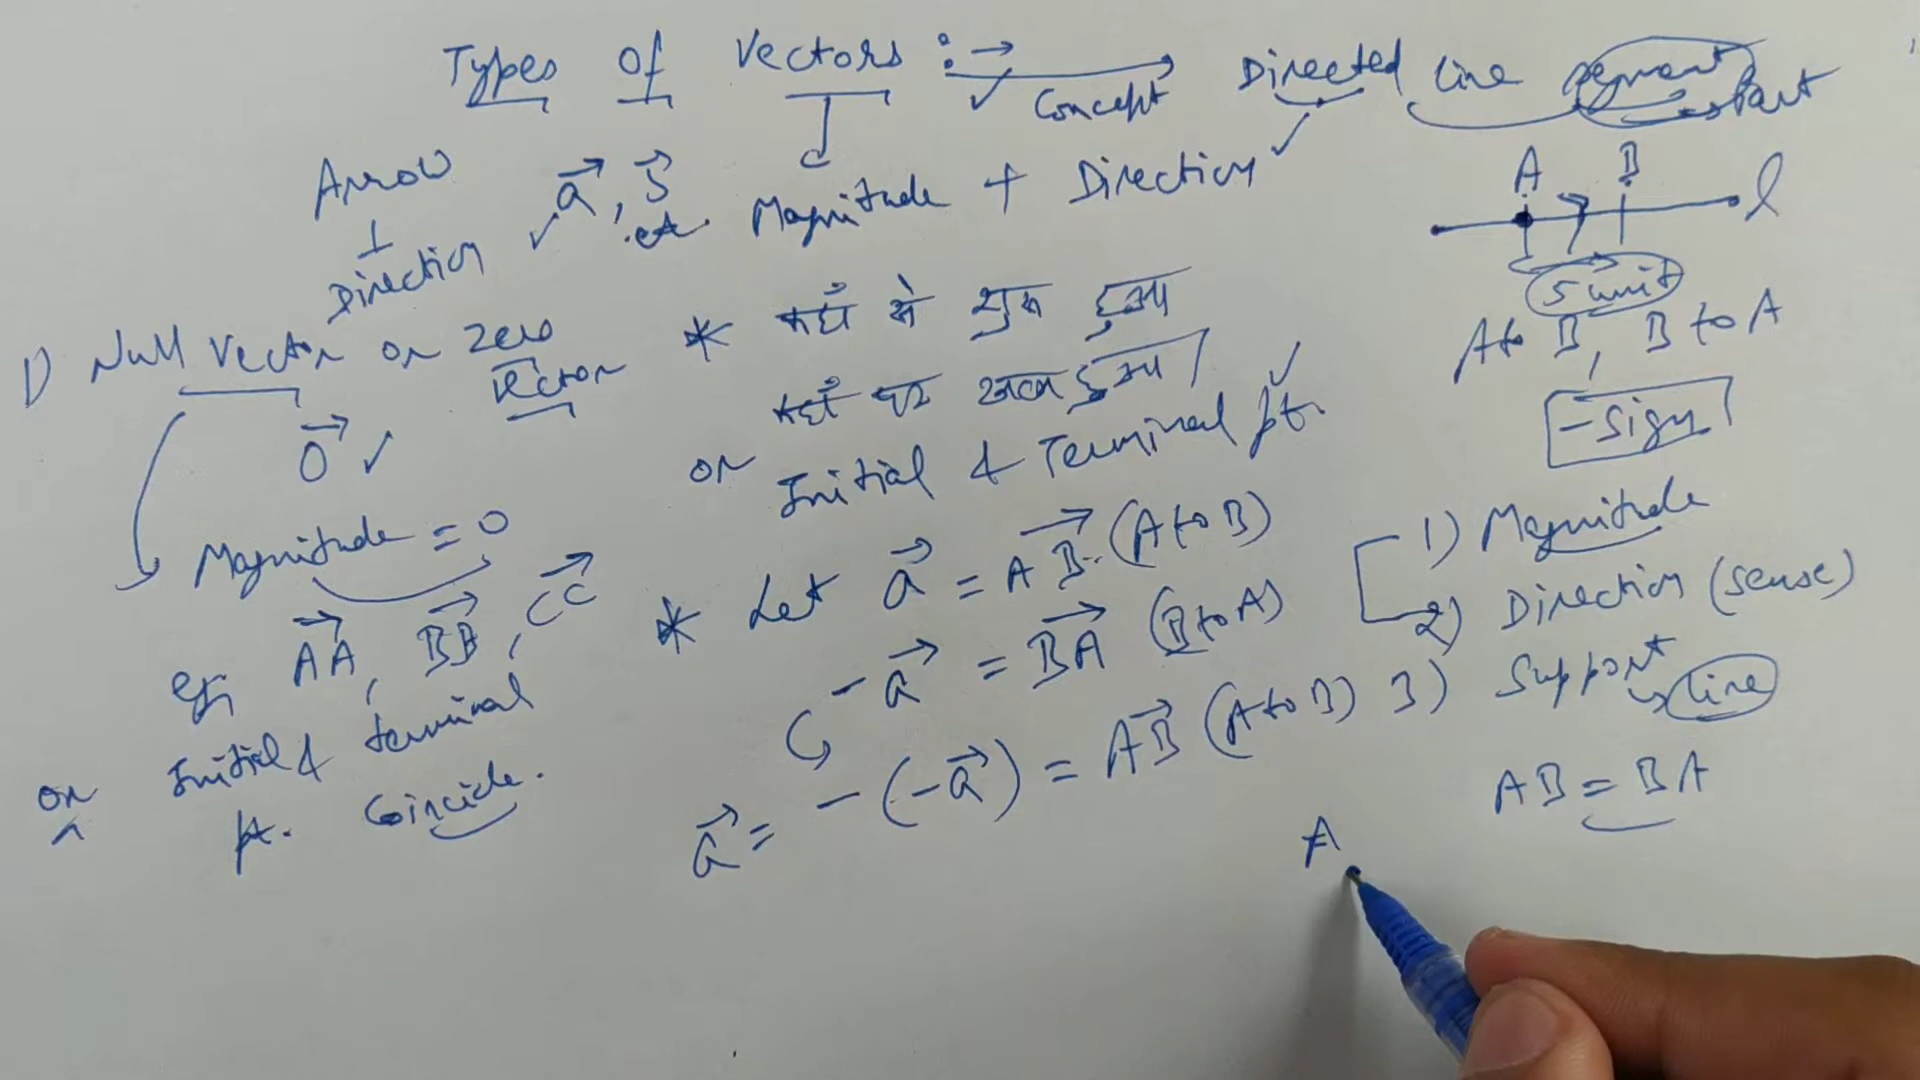 Types of Vectors :→ Concept Directed line segment → Part
Arrow
↓
Direction ✓ a⃗, b⃗ etc. Magnitude + Direction ✓
A B l
5 unit
A to B, B to A
-Sign
1) Null Vector or Zero Vector
0⃗ ✓
Magnitude = 0
eg, AA⃗, BB⃗, CC⃗
or Initial & terminal
pt. Coincide.
* कहाँ से शुरू हुआ
कहाँ पर खत्म हुआ
or Initial & Terminal pt. ✓
* Let a⃗ = AB⃗ (A to B)
-a⃗ = BA⃗ (B to A)
a⃗ = -(-a⃗) = AB⃗ (A to B)
1) Magnitude
2) Direction (sense)
3) Support → line
AB = BA
A